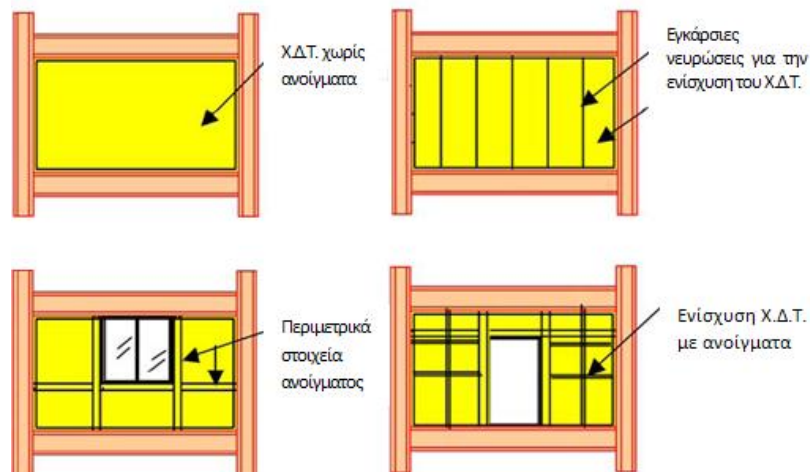 Χ.Δ.Τ. χωρίς
ανοίγματα
Εγκάρσιες
νευρώσεις για την
ενίσχυση του Χ.Δ.Τ.
Περιμετρικά
στοιχεία
ανοίγματος
Ενίσχυση Χ.Δ.Τ.
με ανοίγματα